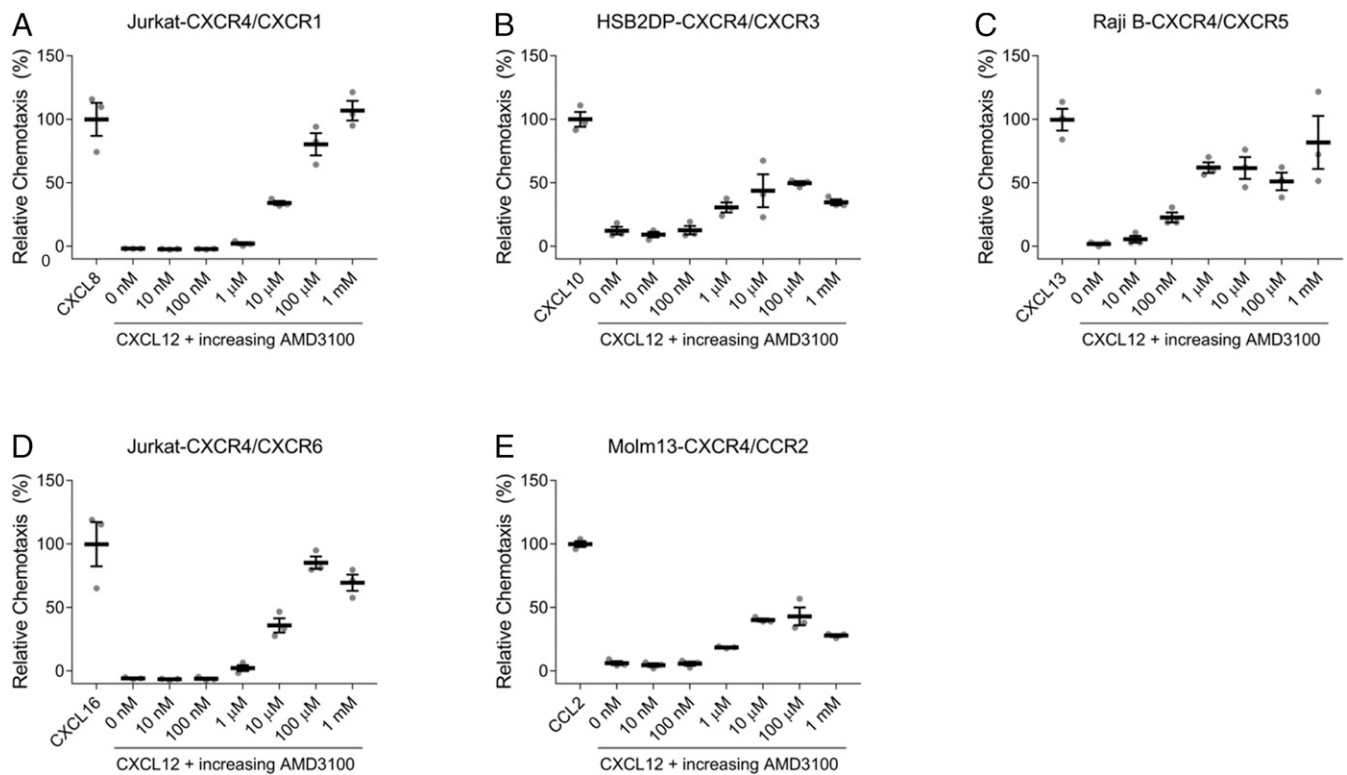 A
Jurkat-CXCR4/CXCR1
Relative Chemotaxis (%)
150
100
50
0
0
CXCL8
0 nM
10 nM
100 nM
1 μM
10 μM
100 μM
1 mM
CXCL12 + increasing AMD3100
B
HSB2DP-CXCR4/CXCR3
Relative Chemotaxis (%)
150
100
50
0
CXCL10
0 nM
10 nM
100 nM
1 μM
10 μM
100 μM
1 mM
CXCL12 + increasing AMD3100
C
Raji B-CXCR4/CXCR5
Relative Chemotaxis (%)
150
100
50
0
CXCL13
0 nM
10 nM
100 nM
1 μM
10 μM
100 μM
1 mM
CXCL12 + increasing AMD3100
D
Jurkat-CXCR4/CXCR6
Relative Chemotaxis (%)
150
100
50
0
CXCL16
0 nM
10 nM
100 nM
1 μM
10 μM
100 μM
1 mM
CXCL12 + increasing AMD3100
E
Molm13-CXCR4/CCR2
Relative Chemotaxis (%)
150
100
50
0
CCL2
0 nM
10 nM
100 nM
1 μM
10 μM
100 μM
1 mM
CXCL12 + increasing AMD3100